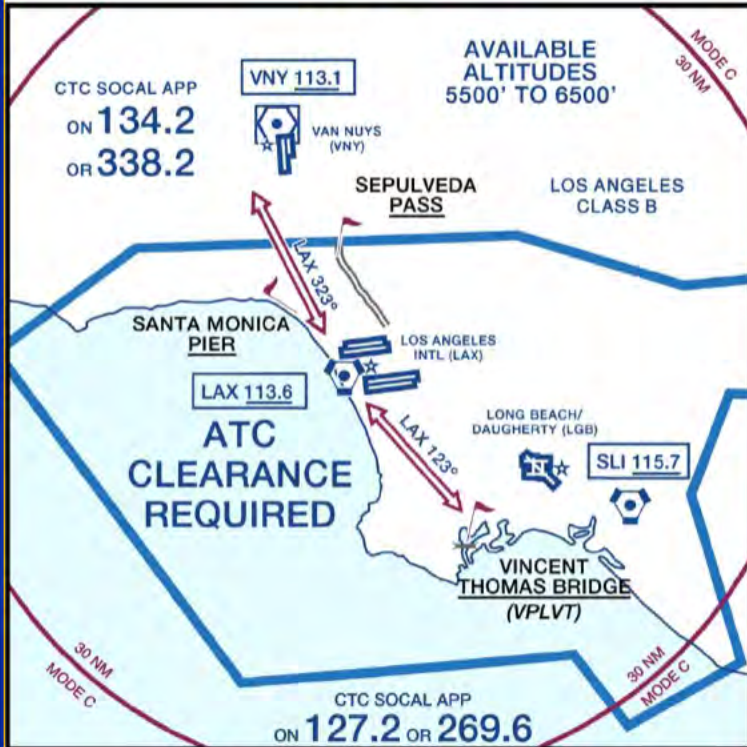 AVAILABLE
ALTITUDES
5500' TO 6500'
MODE C
30 NM
CTC SOCAL APP
ON 134.2
OR 338.2
VNY 113.1
VAN NUYS
(VNY)
SEPULVEDA
PASS
LOS ANGELES
CLASS B
LAX 323°
SANTA MONICA
PIER
LOS ANGELES
INTL (LAX)
LAX 113.6
ATC
CLEARANCE
REQUIRED
LAX 123°
LONG BEACH/
DAUGHERTY (LGB)
SLI 115.7
VINCENT
THOMAS BRIDGE
(VPLVT)
30 NM
MODE C
30 NM
MODE C
CTC SOCAL APP
ON 127.2 OR 269.6